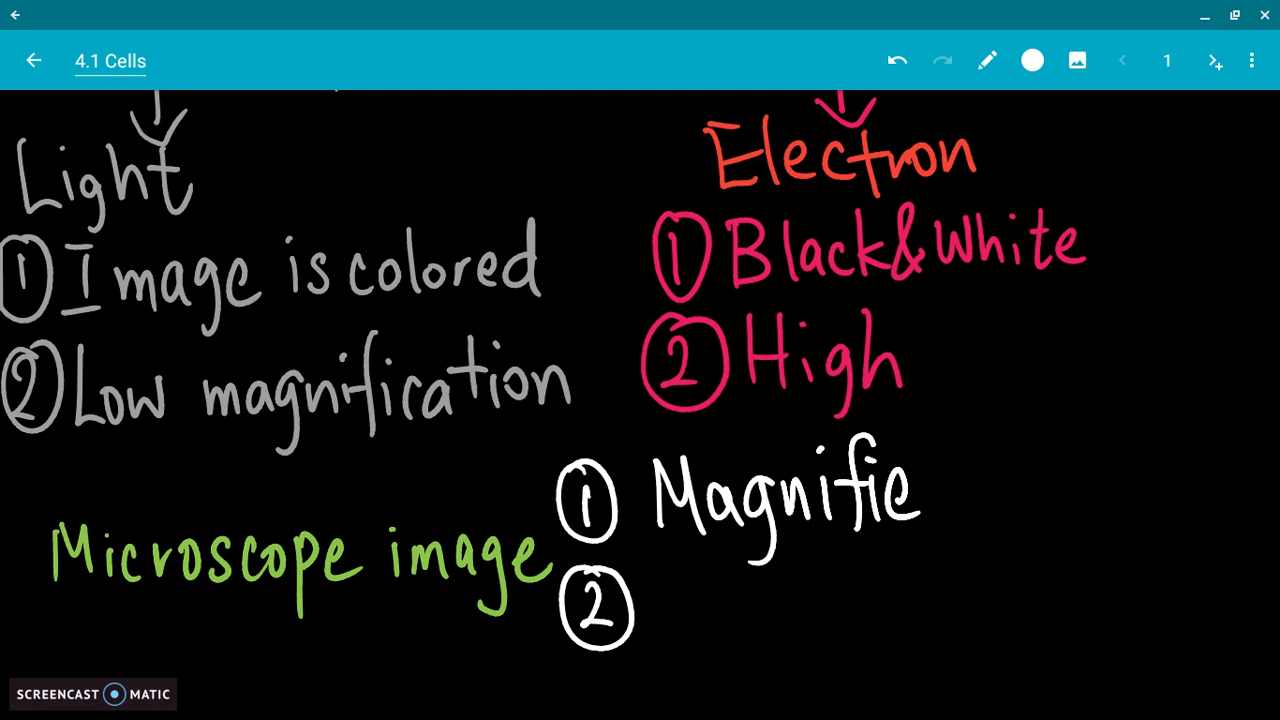 4.1 Cells
1
Light
① Image is colored
② Low magnification
Electron
① Black & White
② High
Microscope image
① Magnifie
②
SCREENCAST MATIC